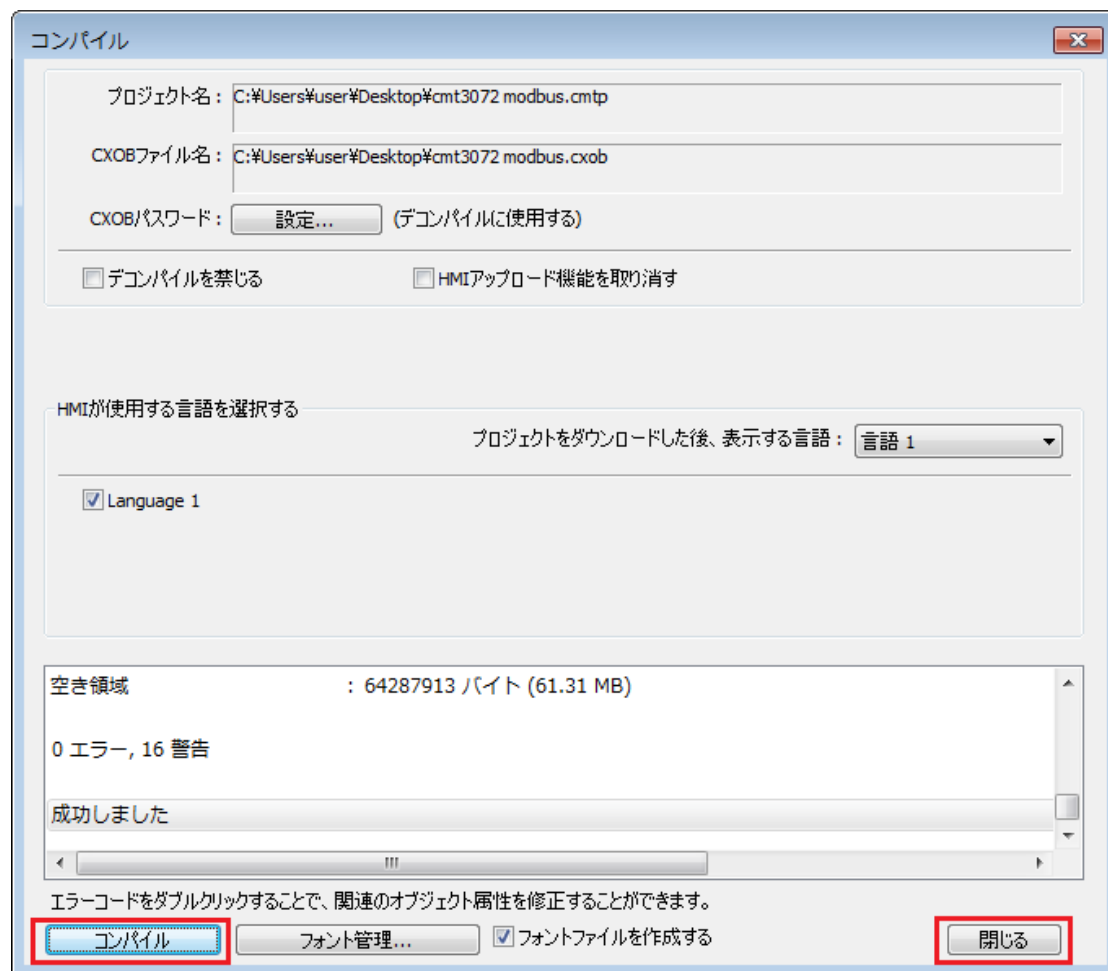 コンパイル
プロジェクト名: C:¥Users¥user¥Desktop¥cmt3072 modbus.cmtp
CXOBファイル名: C:¥Users¥user¥Desktop¥cmt3072 modbus.cxob
CXOBパスワード: 設定... (デコンパイルに使用する)
デコンパイルを禁じる HMIアップロード機能を取り消す
HMIが使用する言語を選択する
プロジェクトをダウンロードした後、表示する言語: 言語 1
Language 1
空き領域 : 64287913 バイト (61.31 MB)
0 エラー, 16 警告
成功しました
エラーコードをダブルクリックすることで、関連のオブジェクト属性を修正することができます。
コンパイル フォント管理... フォントファイルを作成する 閉じる